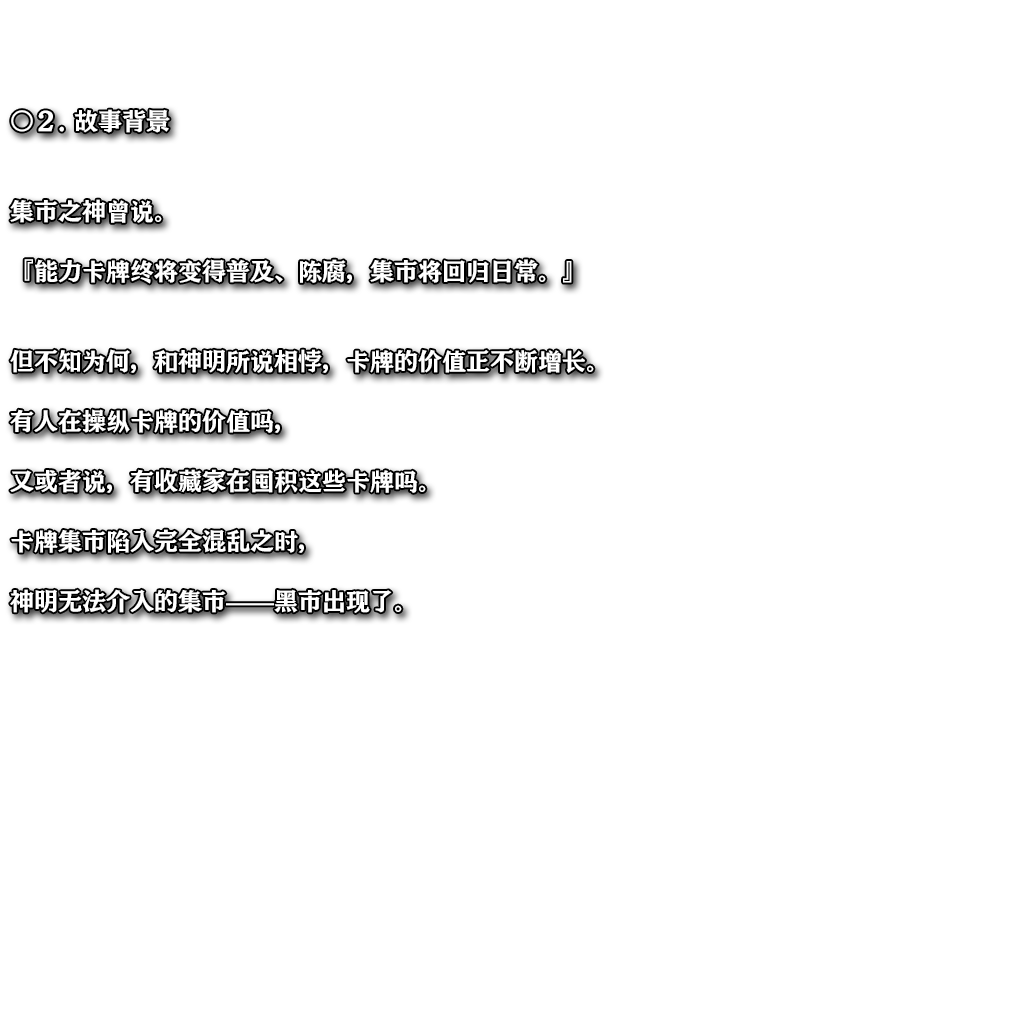 ◎２. 故事背景
集市之神曾说。
『能力卡牌终将变得普及、陈腐，集市将回归日常。』
但不知为何，和神明所说相悖，卡牌的价值正不断增长。
有人在操纵卡牌的价值吗，
又或者说，有收藏家在囤积这些卡牌吗。
卡牌集市陷入完全混乱之时，
神明无法介入的集市——黑市出现了。